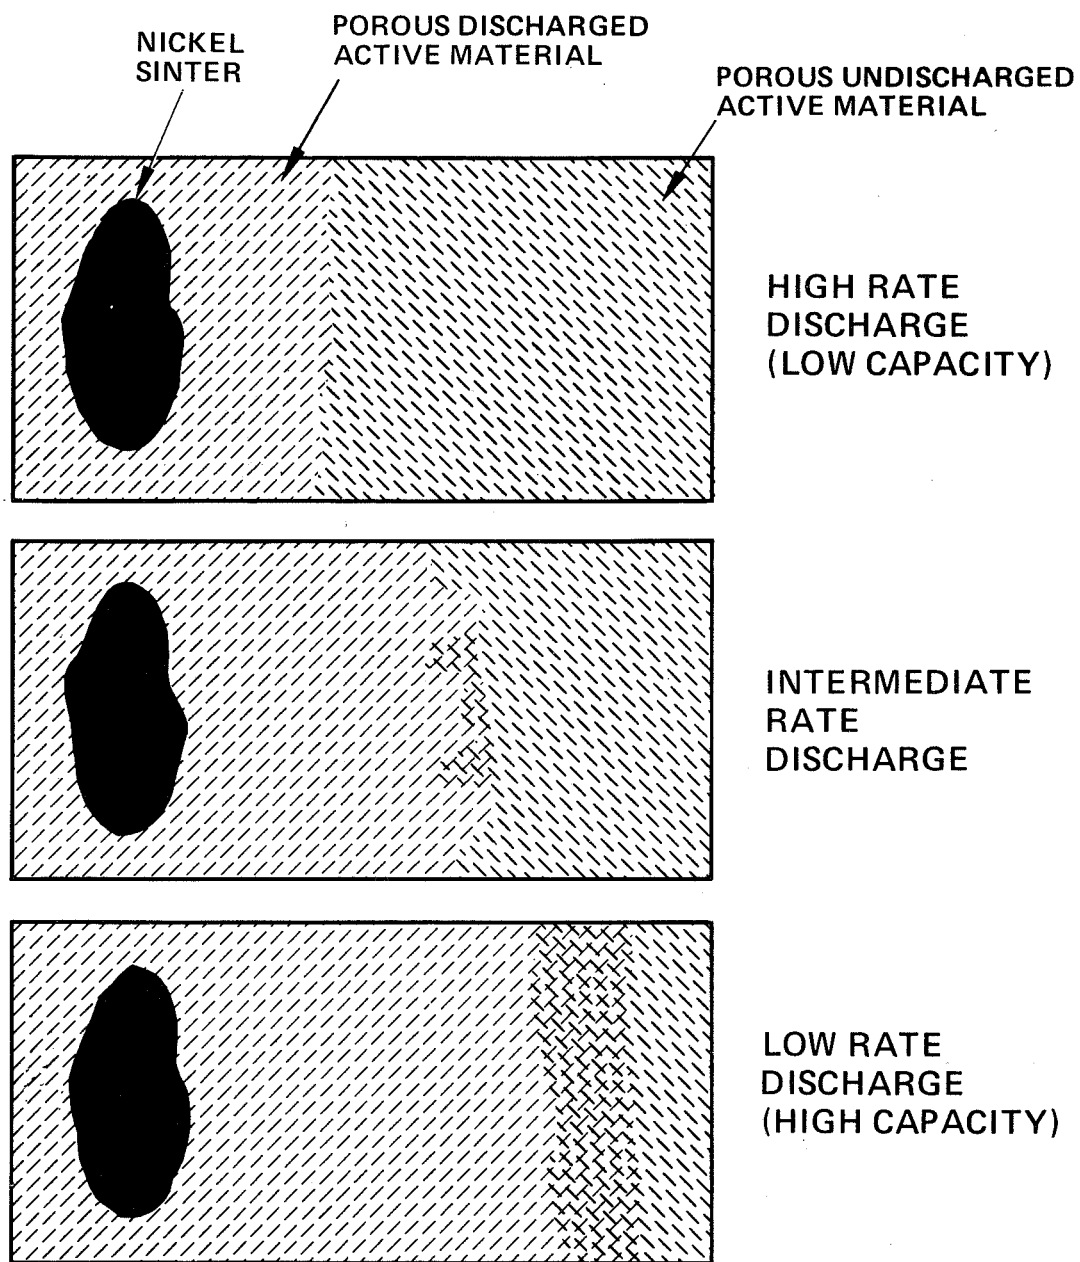 NICKEL
SINTER
POROUS DISCHARGED
ACTIVE MATERIAL
POROUS UNDISCHARGED
ACTIVE MATERIAL
HIGH RATE
DISCHARGE
(LOW CAPACITY)
INTERMEDIATE
RATE
DISCHARGE
LOW RATE
DISCHARGE
(HIGH CAPACITY)